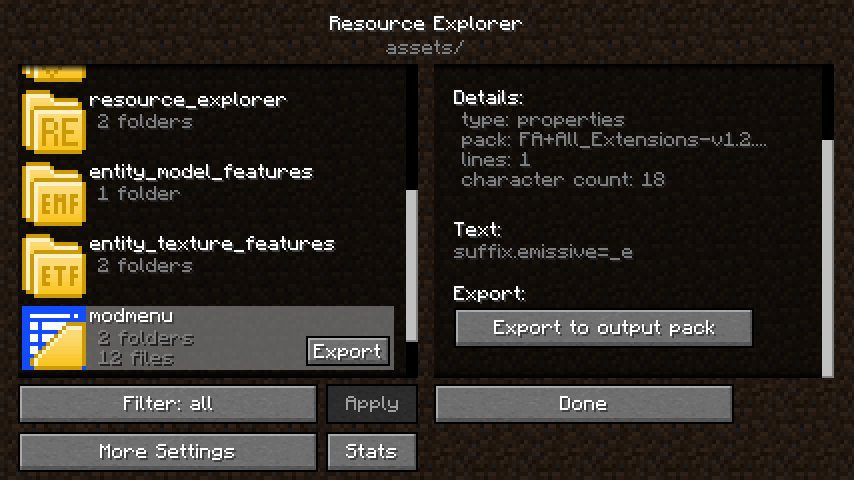 Resource Explorer
assets/
resource_explorer
2 folders
RE
entity_model_features
1 folder
EMF
entity_texture_features
2 folders
ETF
modmenu
2 folders
12 files
Export
Details:
type: properties
pack: FA+All_Extensions-v1.2....
lines: 1
character count: 18
Text:
suffix.emissive=_e
Export:
Export to output pack
Filter: all
Apply
Done
More Settings
Stats